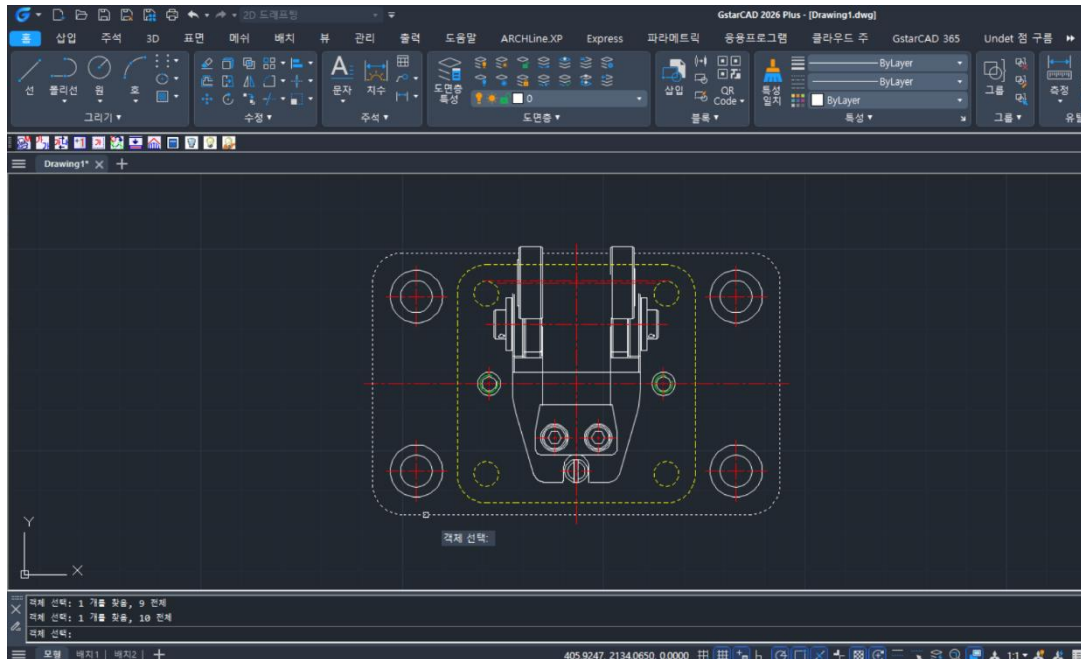 2D 드래프팅
GstarCAD 2026 Plus - [Drawing1.dwg]
홈 삽입 주석 3D 표면 메쉬 배치 뷰 관리 출력 도움말 ARCHLine.XP Express 파라메트릭 응용프로그램 클라우드 주 GstarCAD 365 Undet 점 구름
선 폴리선 원 호 문자 지수 도면층 특성 0 삽입 QR Code 특성 일치 ByLayer ByLayer ByLayer 그룹 측정
그리기 수정 주석 도면층 블록 특성 그룹 유틸
Drawing1*
객체 선택:
Y
X
객체 선택: 1 개를 찾음, 9 전체
객체 선택: 1 개를 찾음, 10 전체
객체 선택:
모형 배치1 배치2 405.9247, 2134.0650, 0.0000 1:1